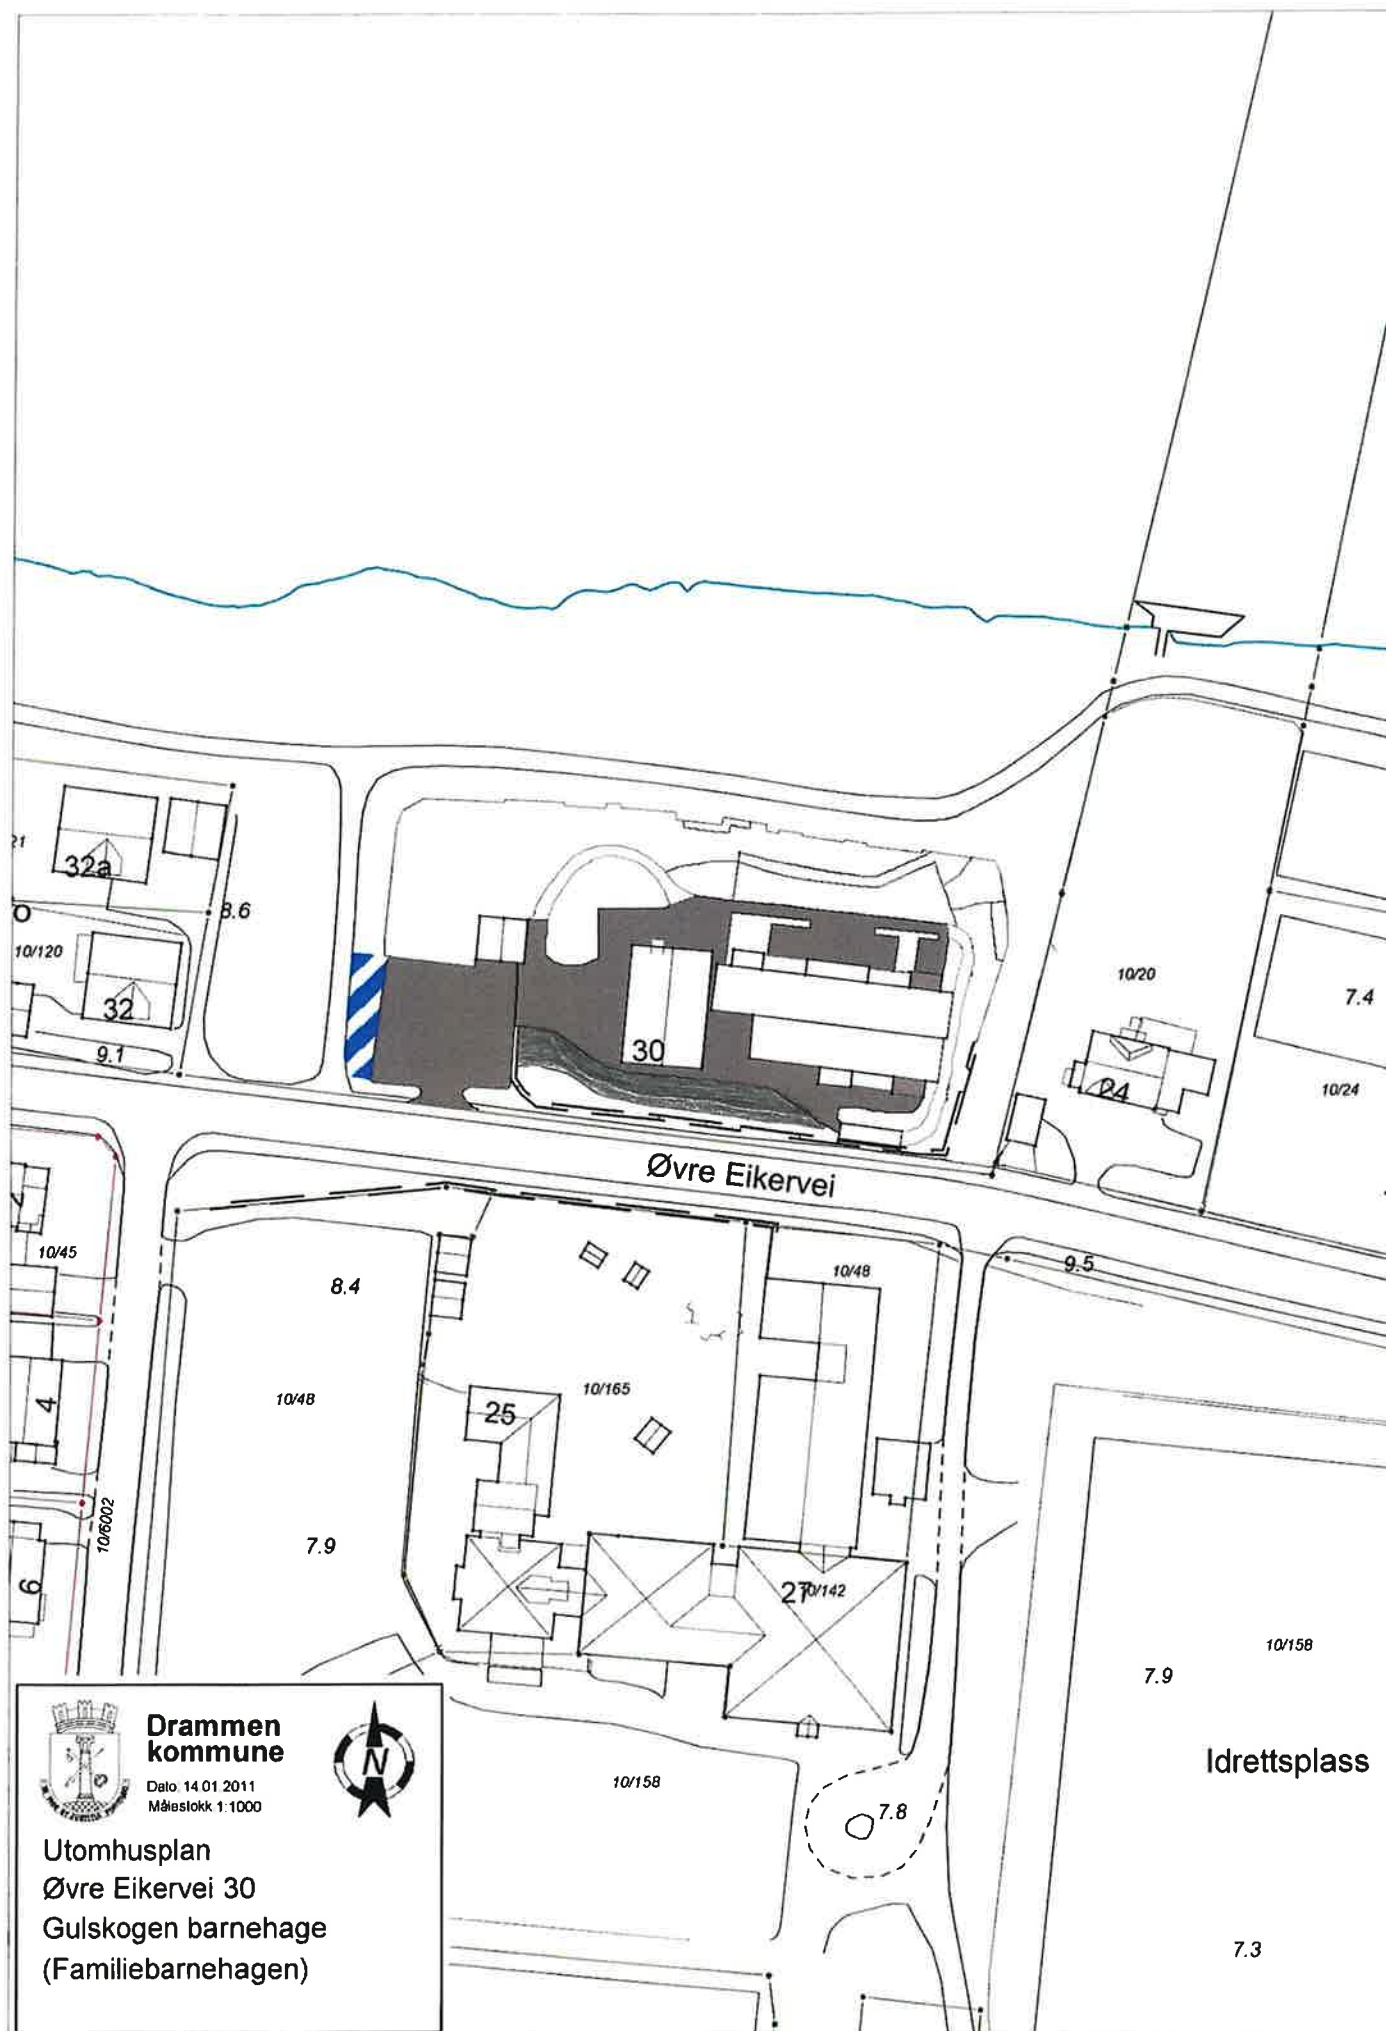 21
32a
8.6
O
10/120
32
9.1
30
10/20
7.4
24
10/24
Øvre Eikervei
10/45
8.4
10/48
9.5
10/48
10/165
25
4
10/6002
7.9
6
27
10/142
10/158
7.9
Idrettsplass
10/158
7.8
7.3
Drammen
kommune
Dato: 14.01.2011
Målestokk 1:1000
N
Utomhusplan
Øvre Eikervei 30
Gulskogen barnehage
(Familiebarnehagen)